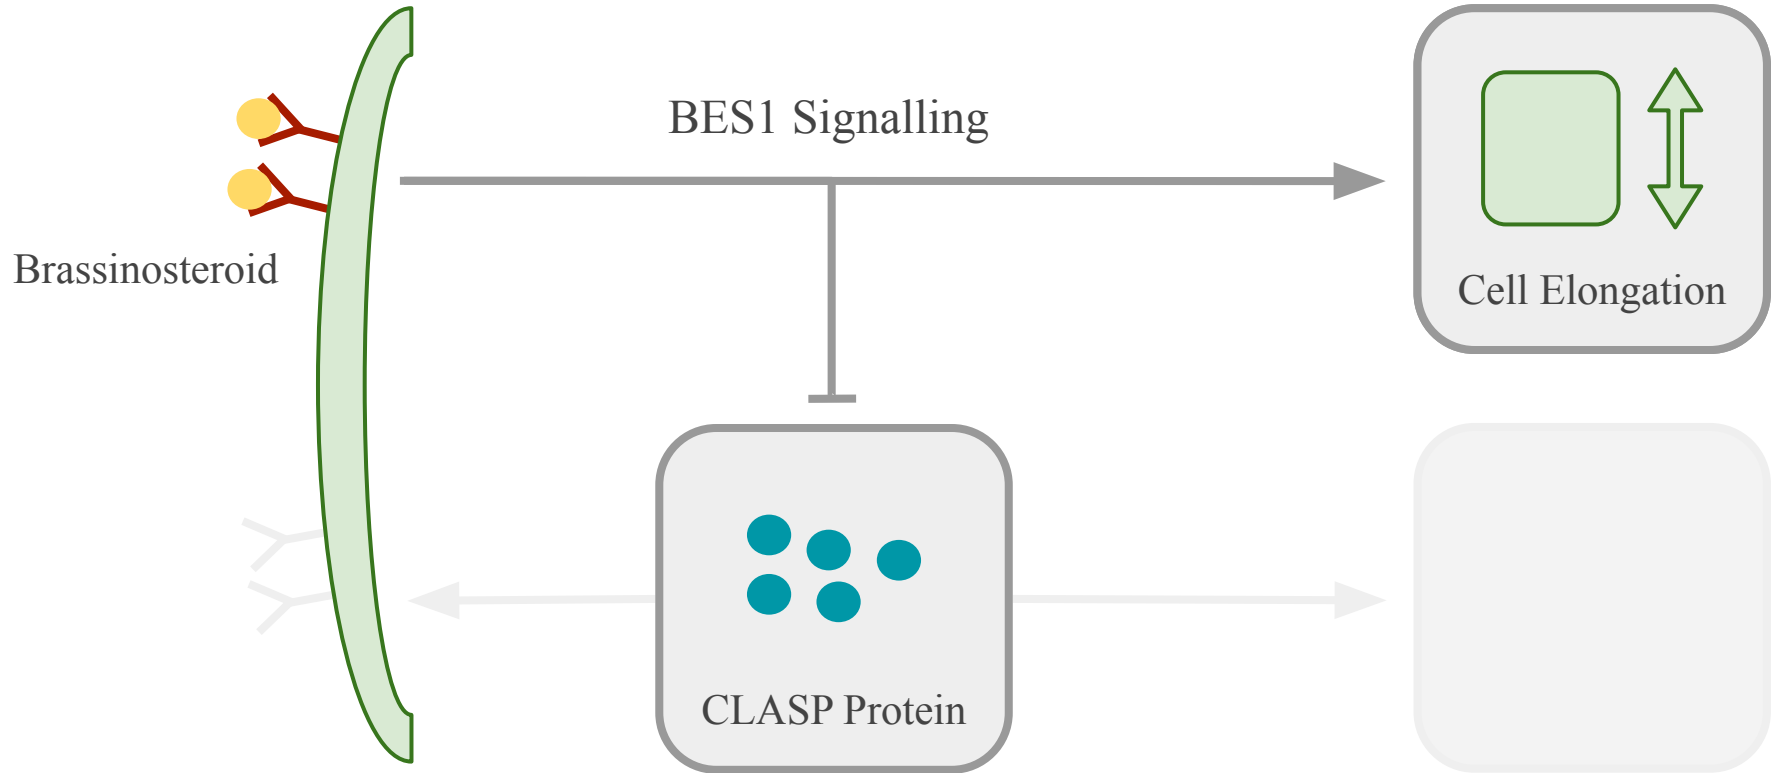 BES1 Signalling
Brassinosteroid
Cell Elongation
CLASP Protein